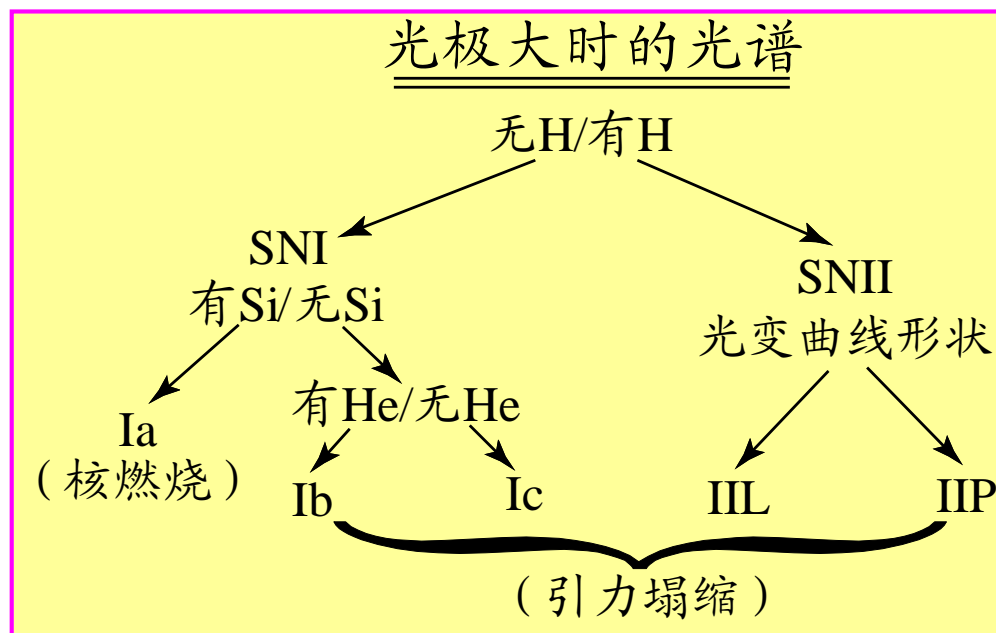 光极大时的光谱
无H/有H
SNI
有Si/无Si
SNII
光变曲线形状
有He/无He
Ia
(核燃烧)
Ib
Ic
IIL
IIP
(引力塌缩)